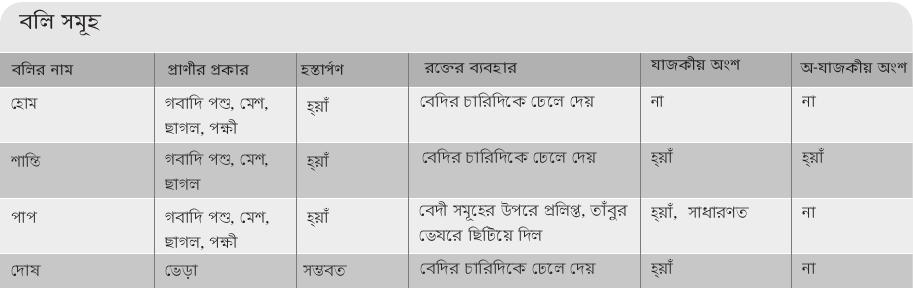 বলি সমূহ
বলির নাম প্রাণীর প্রকার হস্তার্পণ রক্তের ব্যবহার যাজকীয় অংশ অ-যাজকীয় অংশ
হোম গবাদি পশু, মেশ, হ্য়াঁ বেদির চারিদিকে ঢেলে দেয় না না
ছাগল, পক্ষী
শান্তি গবাদি পশু, মেশ, হ্য়াঁ বেদির চারিদিকে ঢেলে দেয় হ্য়াঁ হ্য়াঁ
ছাগল
পাপ গবাদি পশু, মেশ, হ্য়াঁ বেদী সমূহের উপরে প্রলিপ্ত, তাঁবুর হ্য়াঁ, সাধারণত না
ছাগল, পক্ষী ভেযরে ছিটিয়ে দিল
দোষ ভেড়া সম্ভবত বেদির চারিদিকে ঢেলে দেয় হ্য়াঁ না